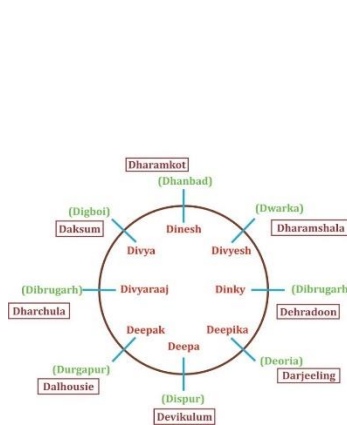 Dharamkot
(Dhanbad)
(Digboi)
(Dwarka)
Daksum
Dinesh
Dharamshala
Divya
Divyesh
(Dibrugarh)
Divyaraaj
Dinky
(Dibrugarh
Dharchula
Dehradoon
Deepak
Deepika
Deepa
(Durgapur)
(Deoria)
Dalhousie
Darjeeling
(Dispur)
Devikulum